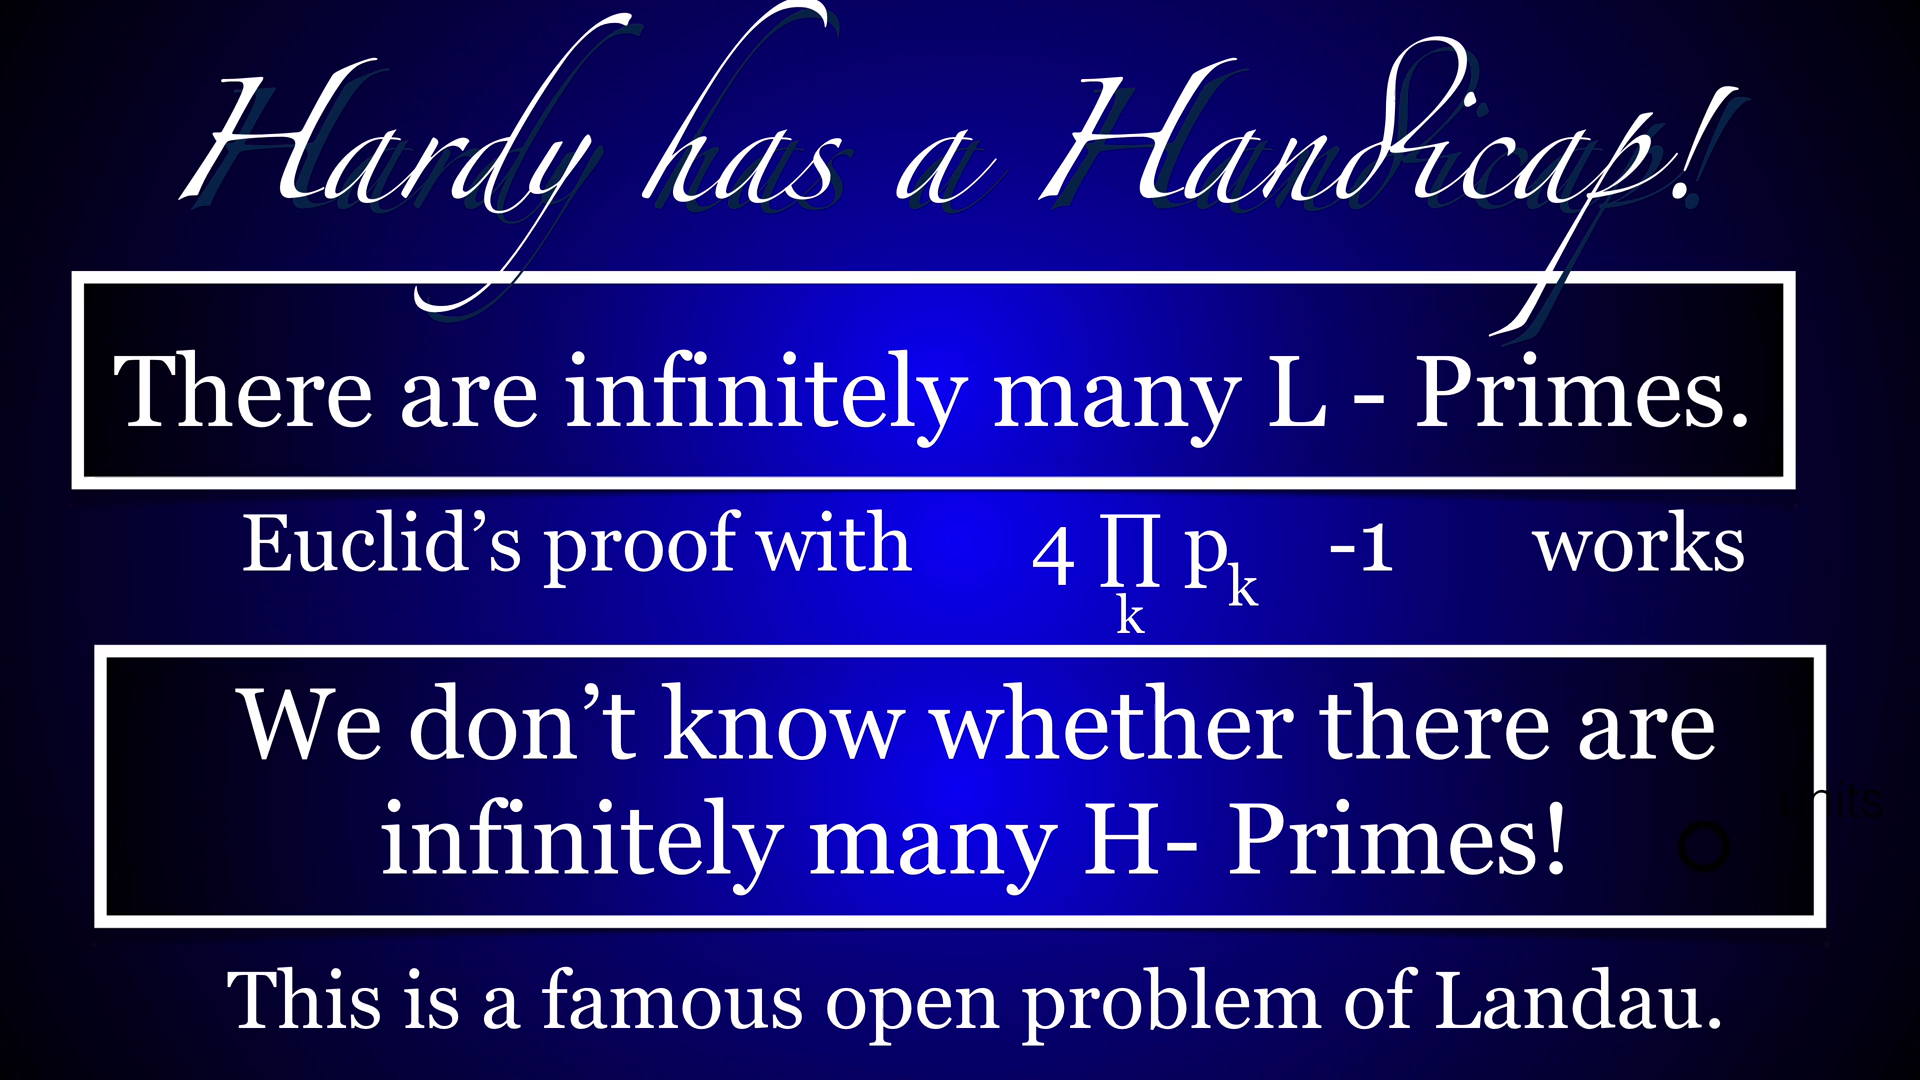 Hardy has a Handicap!
There are infinitely many L - Primes.
Euclid’s proof with 4 ∏ p k -1 works
k
We don’t know whether there are
infinitely many H- Primes!
This is a famous open problem of Landau.